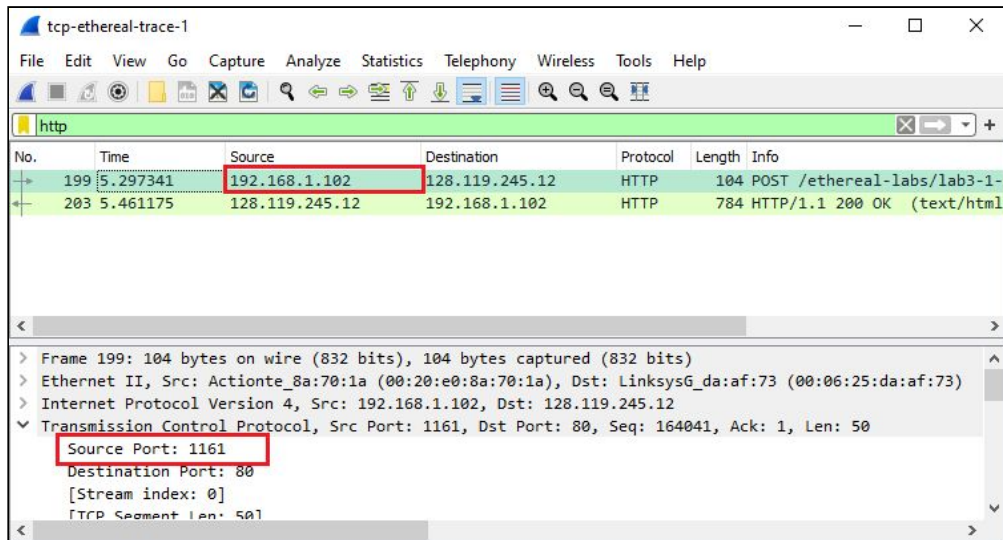 tcp-ethereal-trace-1
File Edit View Go Capture Analyze Statistics Telephony Wireless Tools Help
http
No. Time Source Destination Protocol Length Info
199 5.297341 192.168.1.102 128.119.245.12 HTTP 104 POST /ethereal-labs/lab3-1-
203 5.461175 128.119.245.12 192.168.1.102 HTTP 784 HTTP/1.1 200 OK (text/html
Frame 199: 104 bytes on wire (832 bits), 104 bytes captured (832 bits)
Ethernet II, Src: Actionte_8a:70:1a (00:20:e0:8a:70:1a), Dst: LinksysG_da:af:73 (00:06:25:da:af:73)
Internet Protocol Version 4, Src: 192.168.1.102, Dst: 128.119.245.12
Transmission Control Protocol, Src Port: 1161, Dst Port: 80, Seq: 164041, Ack: 1, Len: 50
Source Port: 1161
Destination Port: 80
[Stream index: 0]
[TCP Segment Len: 50]